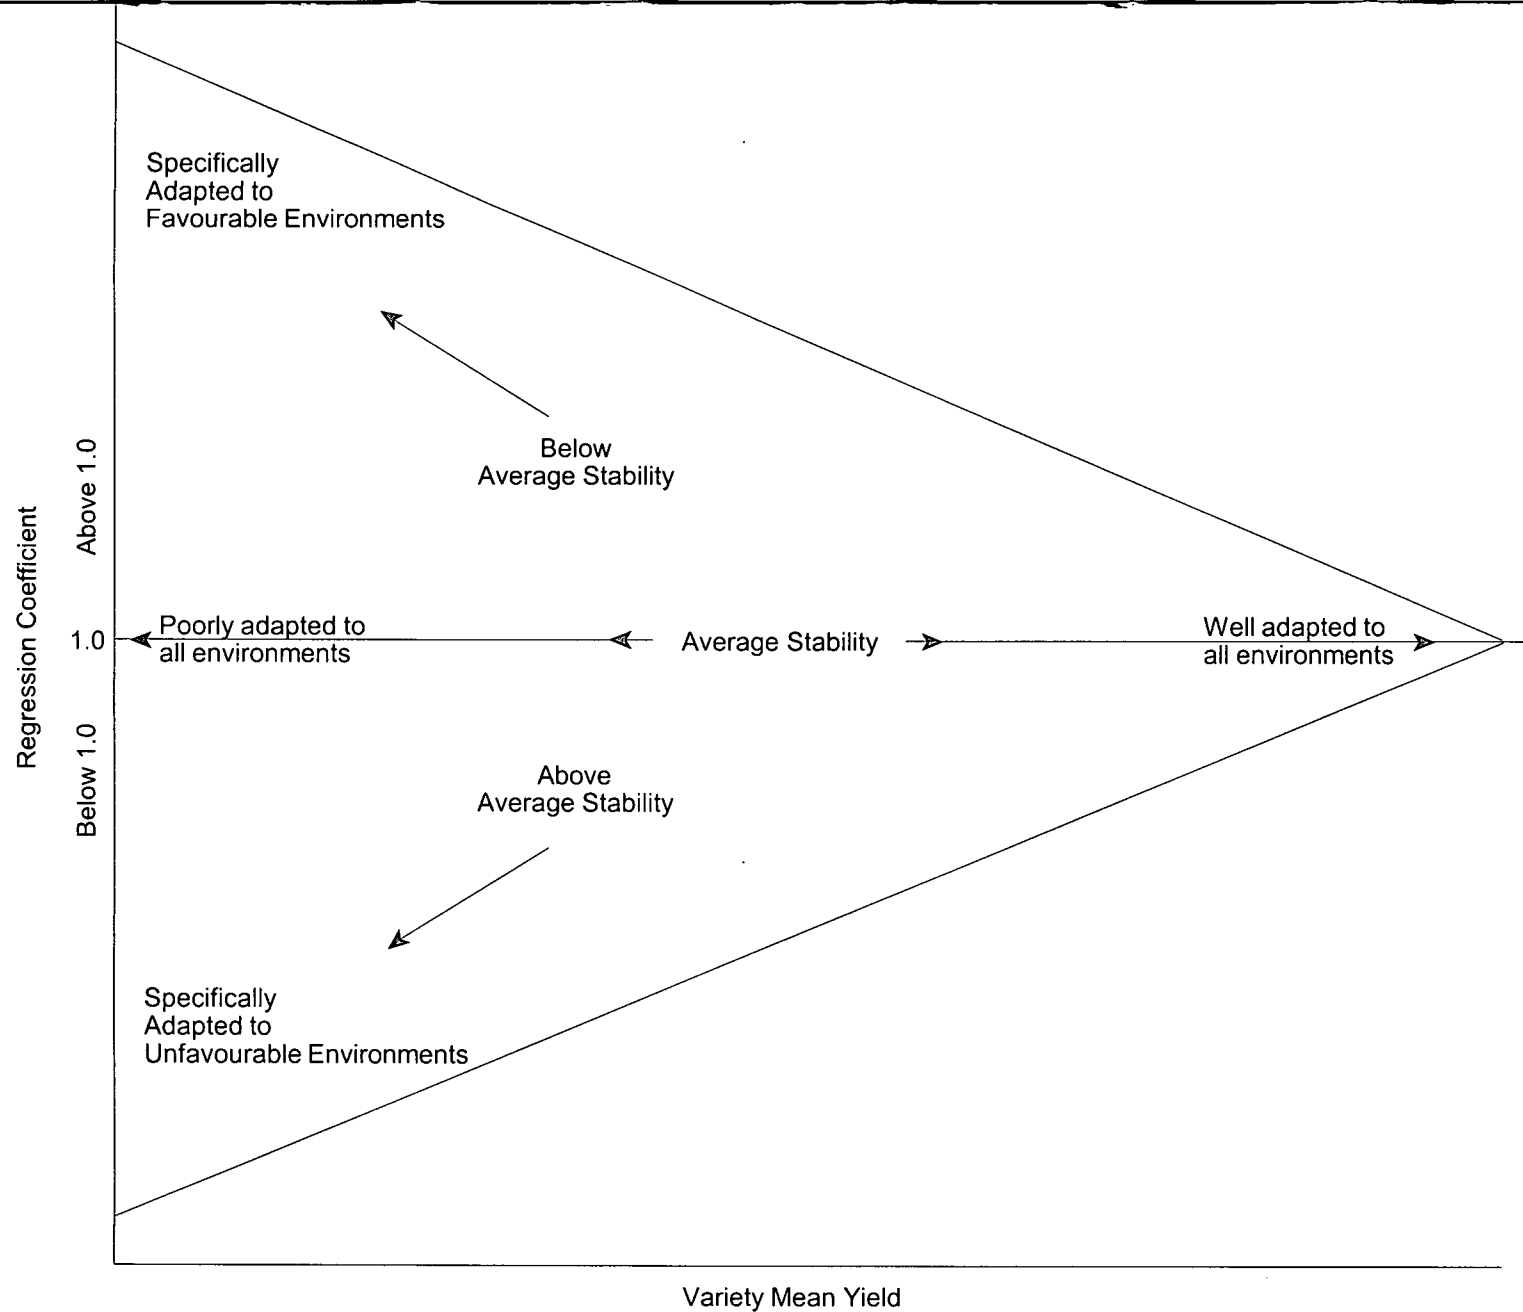 Specifically
Adapted to
Favourable Environments
Below
Average Stability
Above 1.0
Regression Coefficient
1.0
Poorly adapted to
all environments
Average Stability
Well adapted to
all environments
Below 1.0
Above
Average Stability
Specifically
Adapted to
Unfavourable Environments
Variety Mean Yield